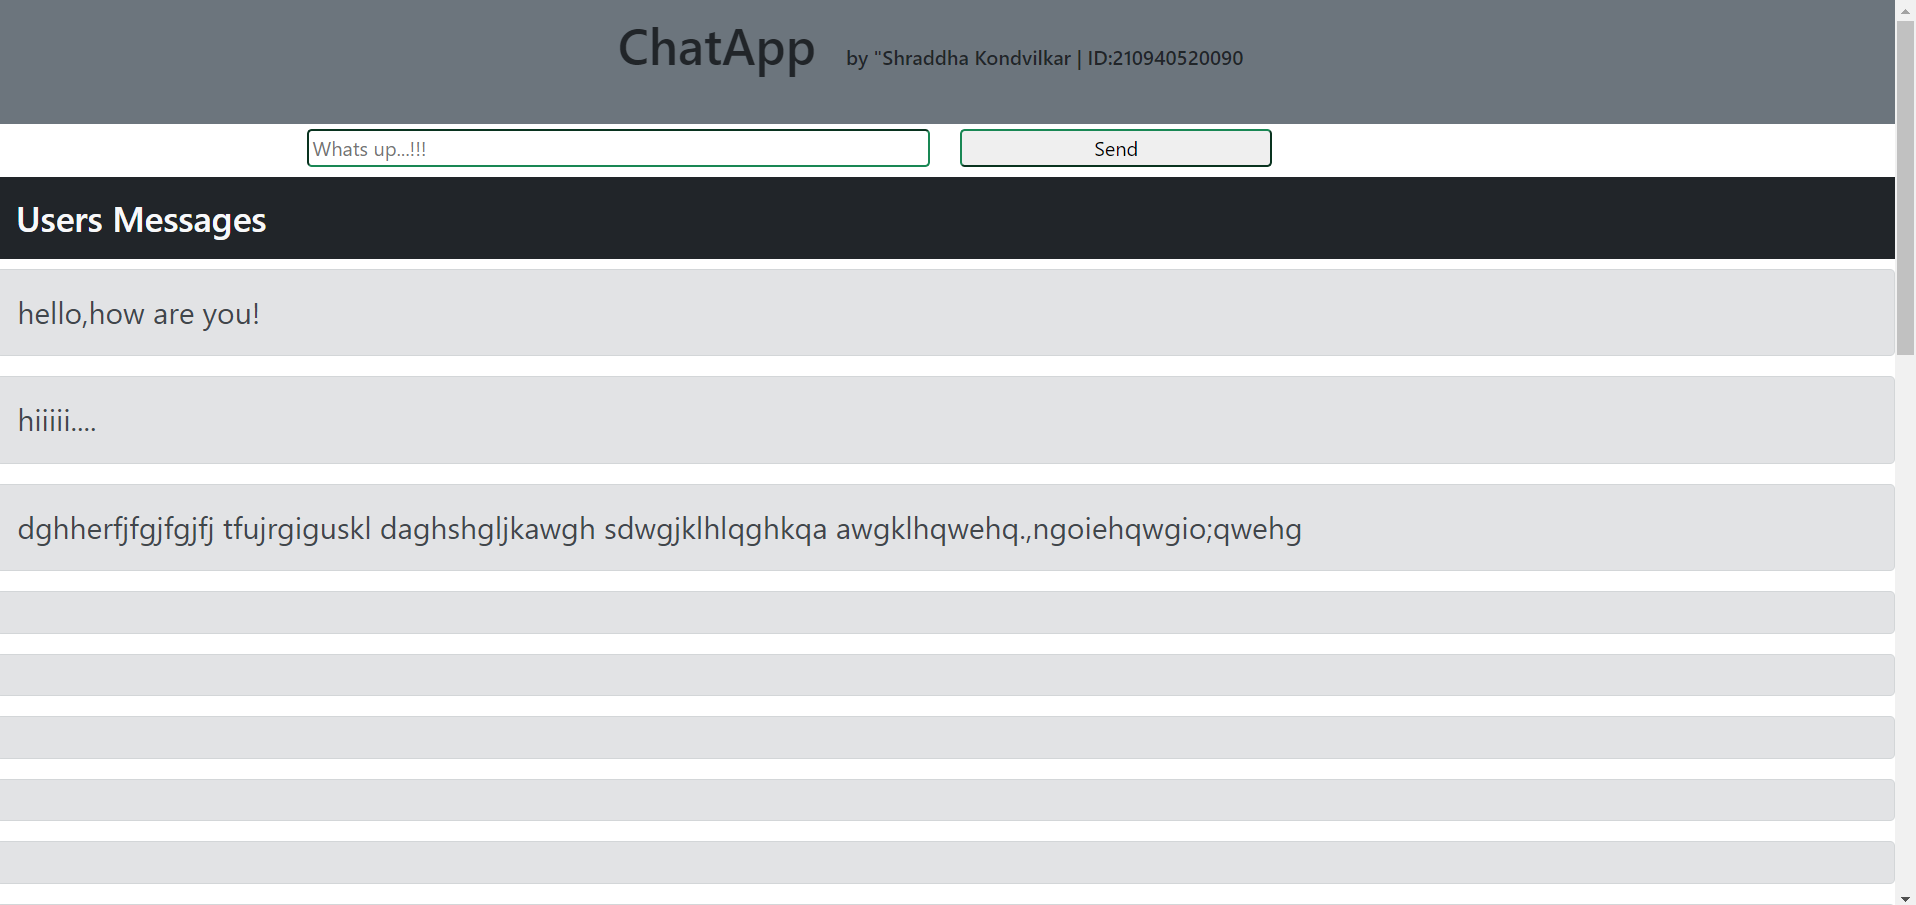 ChatApp by "Shraddha Kondvilkar | ID:210940520090
Whats up...!!! Send
Users Messages
hello,how are you!
hiiiii....
dghherfjfgjfgjfj tfujrgiguskl daghshgljkawgh sdwgjklhlqghkqa awgklhqwehq.,ngoiehqwgio;qwehg